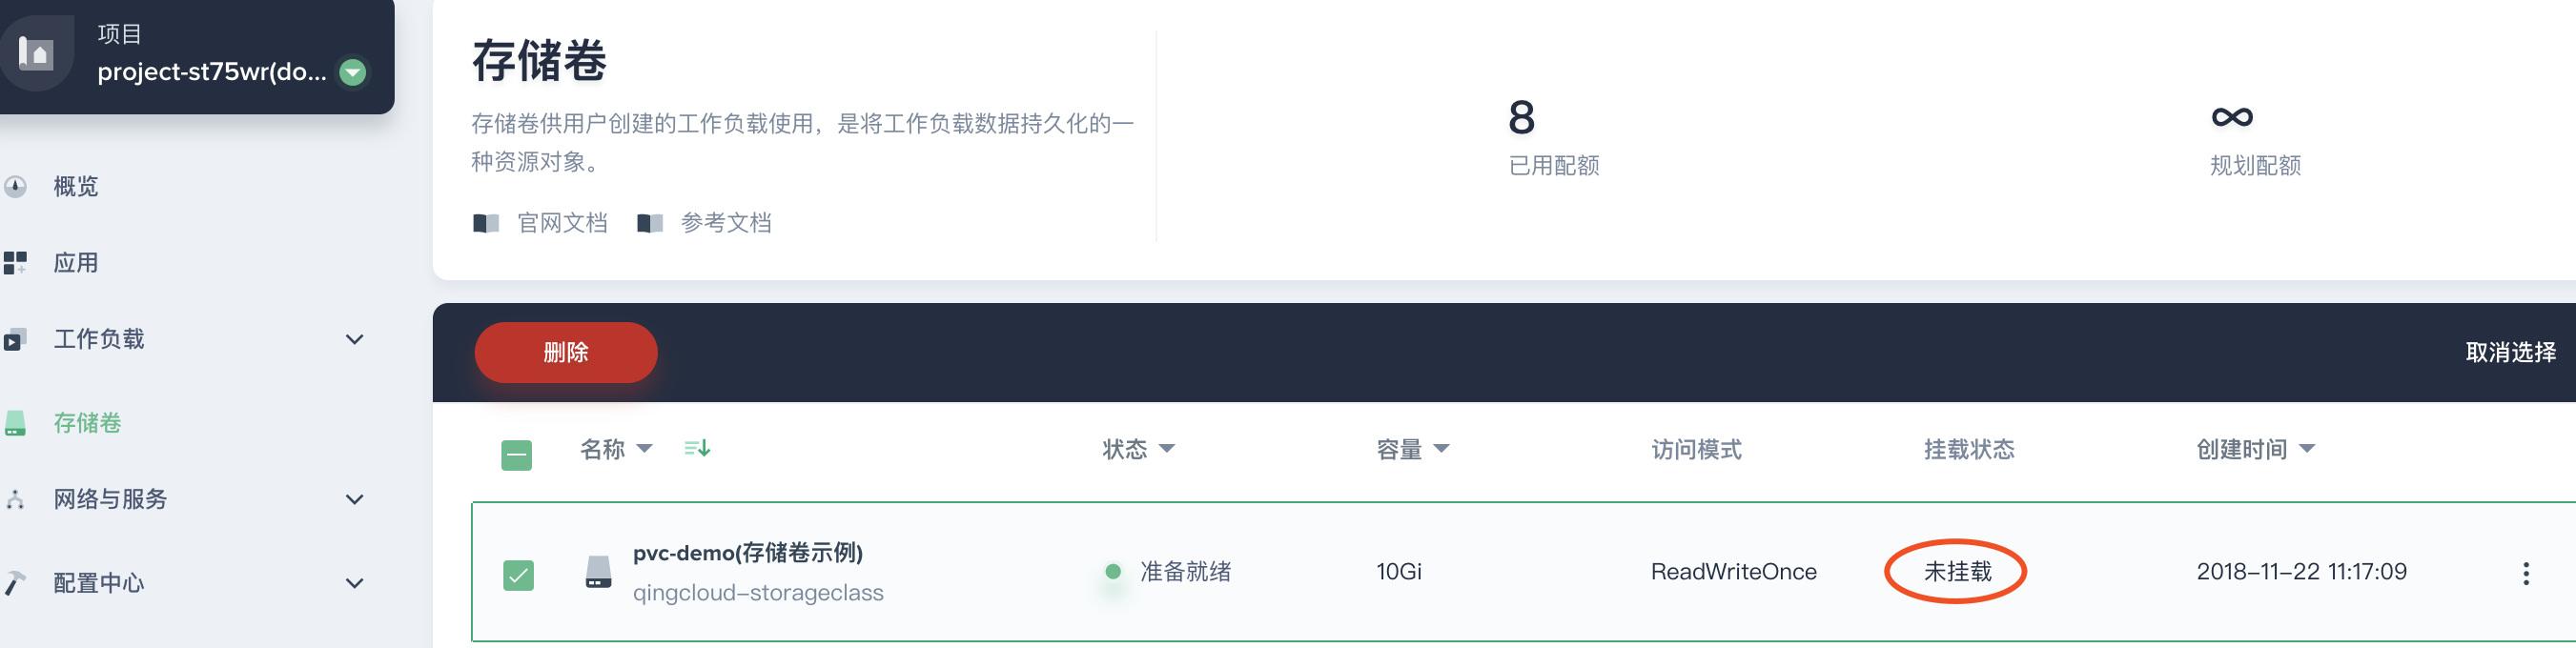 项目
project-st75wr(do...
概览
应用
工作负载
存储卷
网络与服务
配置中心
存储卷
存储卷供用户创建的工作负载使用，是将工作负载数据持久化的一
种资源对象。
官网文档 参考文档
8
已用配额
∞
规划配额
删除 取消选择
名称 状态 容量 访问模式 挂载状态 创建时间
pvc-demo(存储卷示例)
qingcloud-storageclass
准备就绪 10Gi ReadWriteOnce 未挂载 2018-11-22 11:17:09